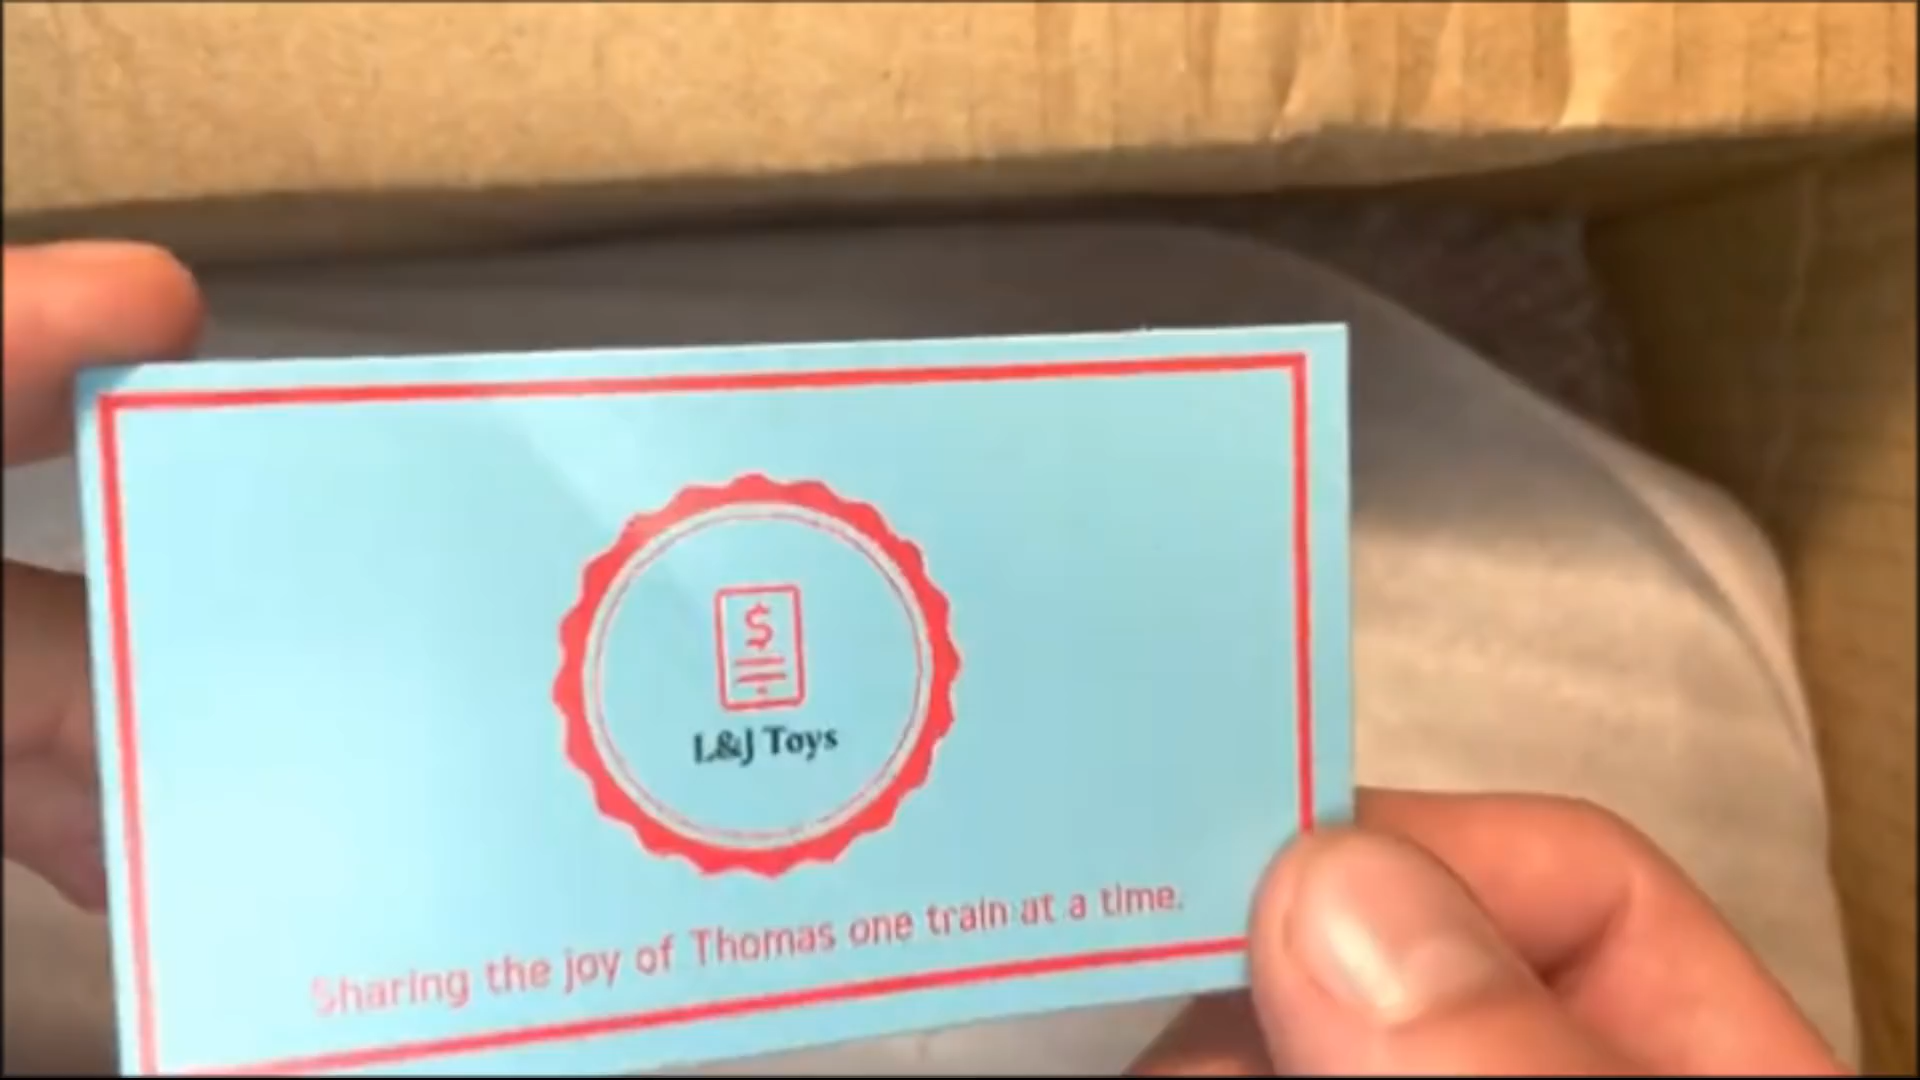 $
L&J Toys
Sharing the joy of Thomas one train at a time.